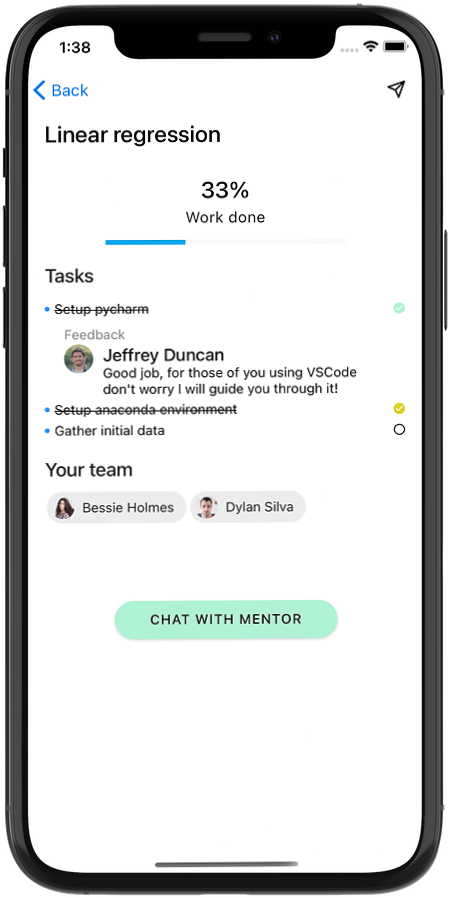 1:38
Back
Linear regression
33%
Work done
Tasks
Setup pycharm
Feedback
Jeffrey Duncan
Good job, for those of you using VSCode
don't worry I will guide you through it!
Setup anaconda environment
Gather initial data
Your team
Bessie Holmes Dylan Silva
CHAT WITH MENTOR